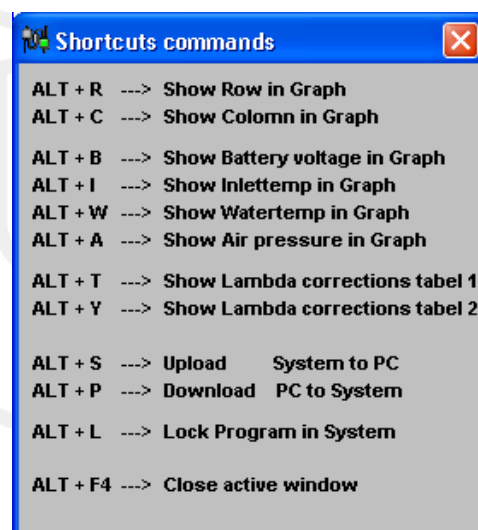 Shortcuts commands
ALT + R ---> Show Row in Graph
ALT + C ---> Show Colomn in Graph
ALT + B ---> Show Battery voltage in Graph
ALT + I ---> Show Inlettemp in Graph
ALT + W ---> Show Watertemp in Graph
ALT + A ---> Show Air pressure in Graph
ALT + T ---> Show Lambda corrections tabel 1
ALT + Y ---> Show Lambda corrections tabel 2
ALT + S ---> Upload System to PC
ALT + P ---> Download PC to System
ALT + L ---> Lock Program in System
ALT + F4 ---> Close active window